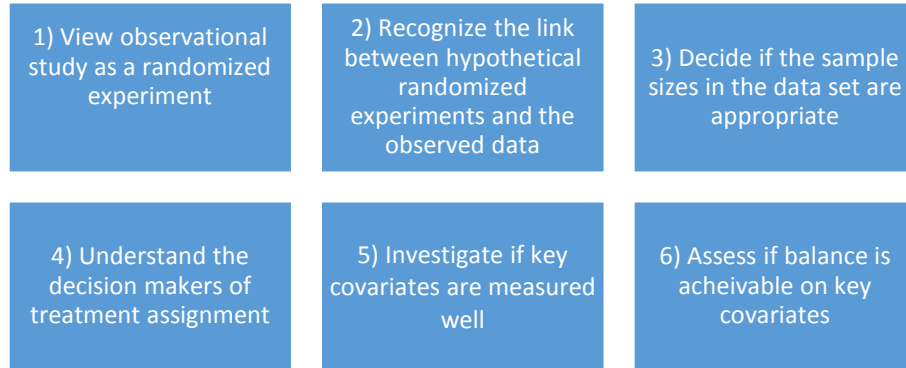 1) View observational
study as a randomized
experiment
2) Recognize the link
between hypothetical
randomized
experiments and the
observed data
3) Decide if the sample
sizes in the data set are
appropriate
4) Understand the
decision makers of
treatment assignment
5) Investigate if key
covariates are measured
well
6) Assess if balance is
acheivable on key
covariates